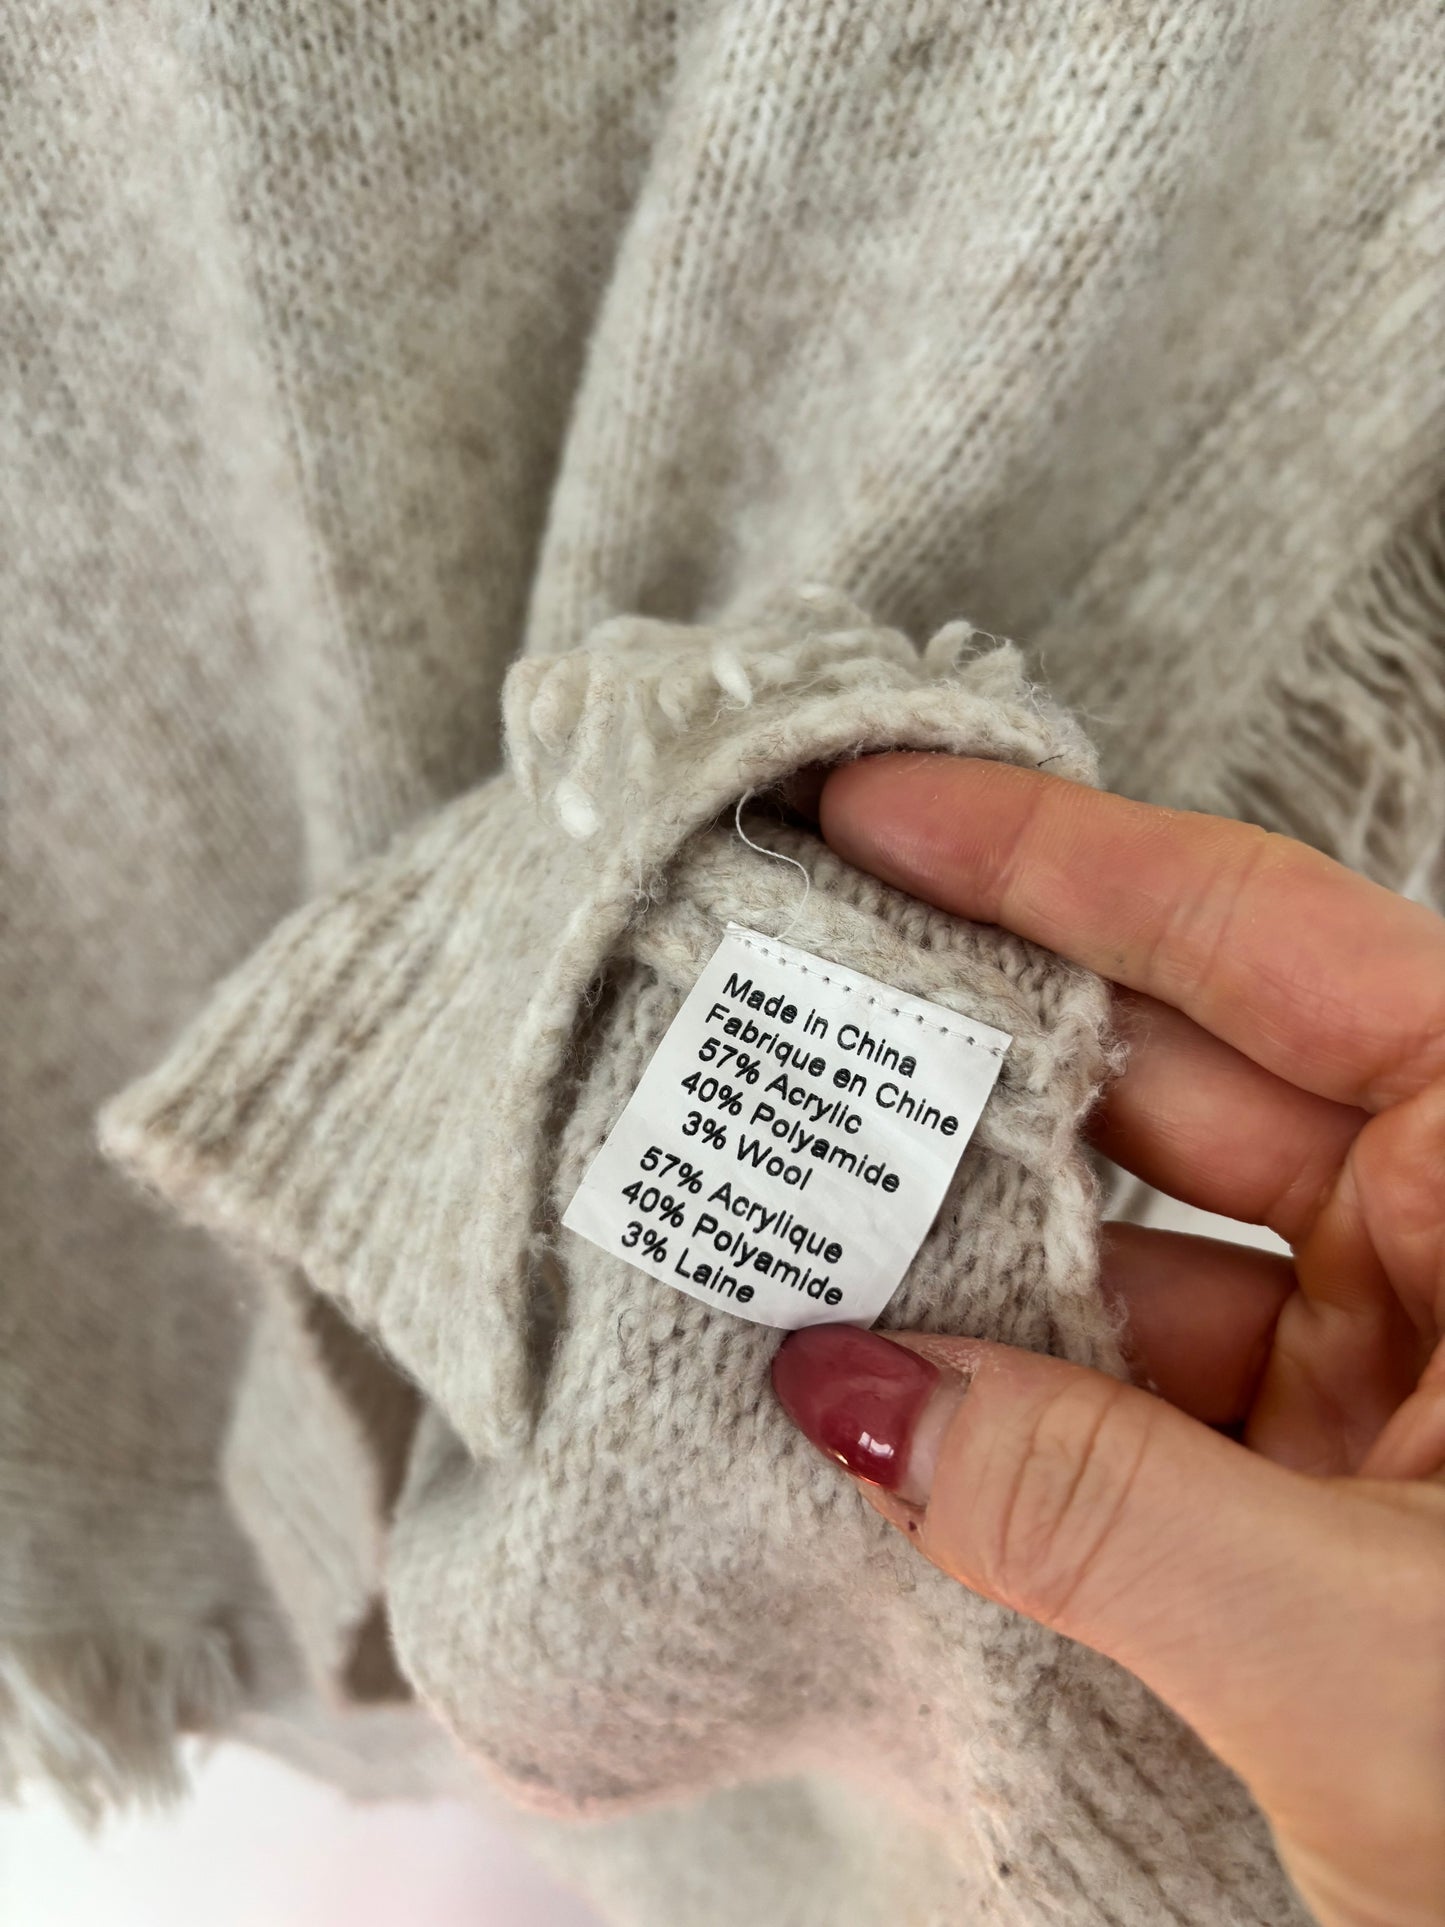 Made in China
Fabrique en Chine
57% Acrylic
40% Polyamide
3% Wool
57% Acrylique
40% Polyamide
3% Laine